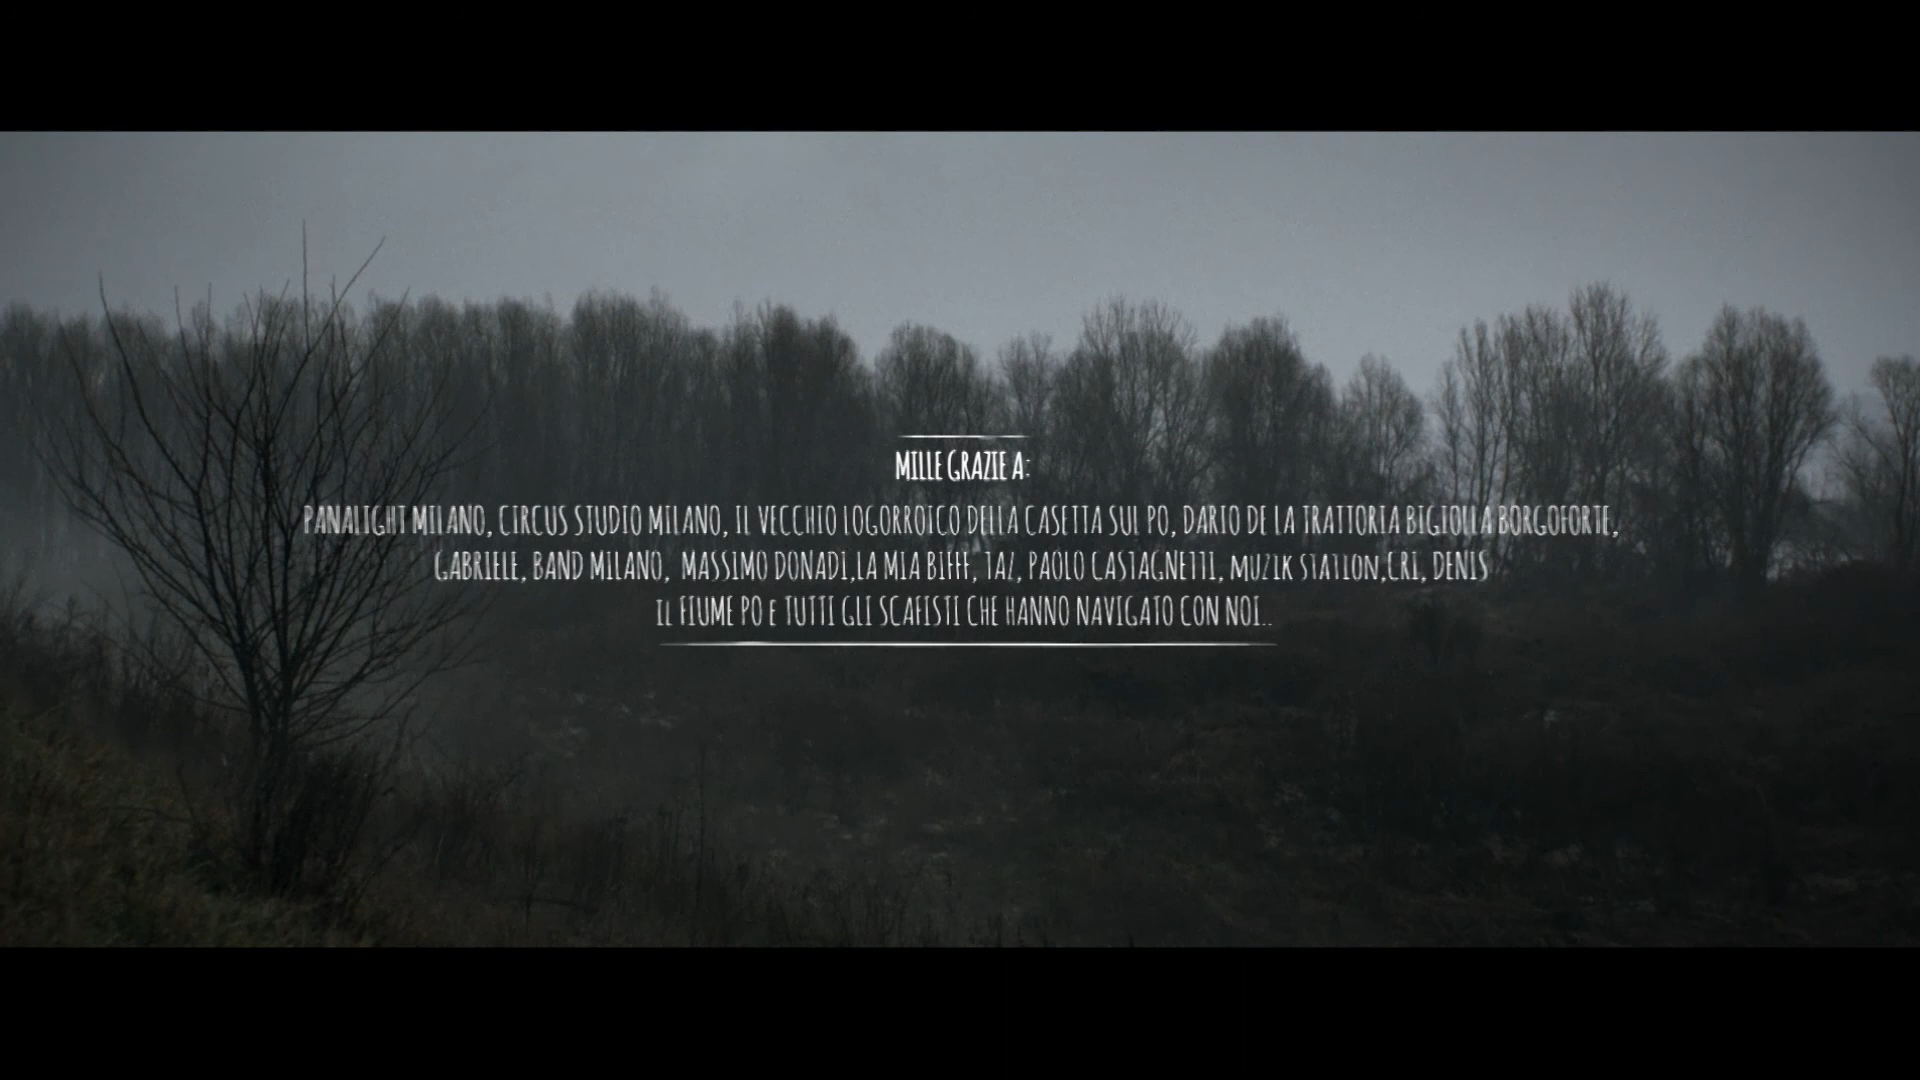 MILLE GRAZIE A:
PANALIGHT MILANO, CIRCUS STUDIO MILANO, IL VECCHIO LOGORROICO DELLA CASETTA SUL PO, DARIO DE LA TRATTORIA BIGIOLLA BORGOFORTE,
GABRIELE, BAND MILANO, MASSIMO DONADI,LA MIA BIFFF, TAZ, PAOLO CASTAGNETTI, MUZIK STATION,CRI, DENIS
IL FIUME PO E TUTTI GLI SCAFISTI CHE HANNO NAVIGATO CON NOI..